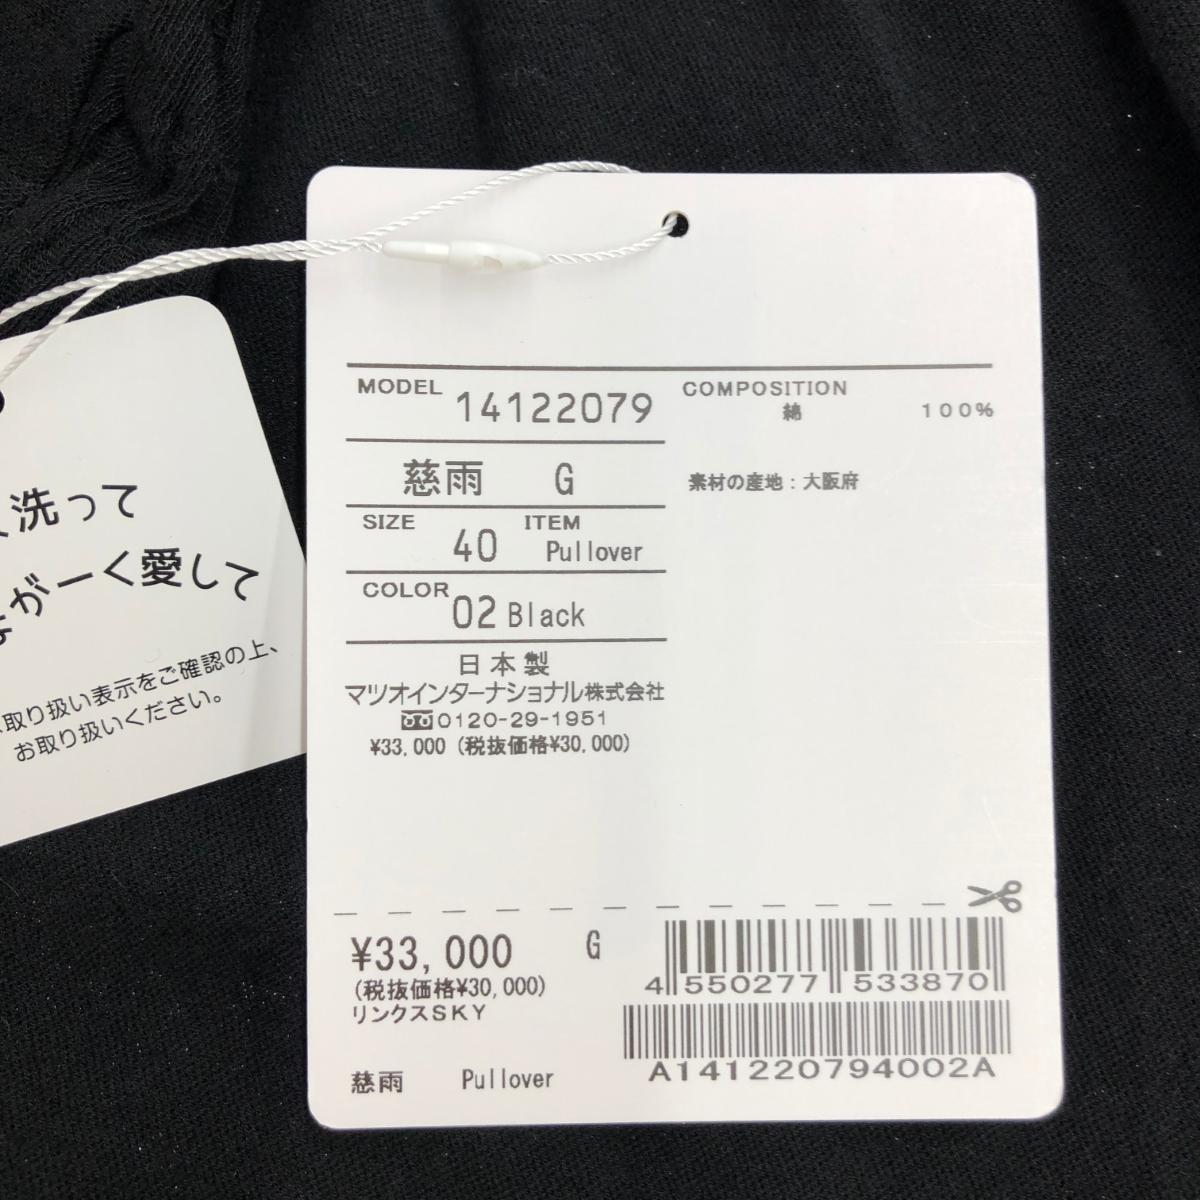 MODEL 14122079
慈雨 G
SIZE 40 ITEM Pullover
COLOR 02 Black
日本製
マツオインターナショナル株式会社
0120-29-1951
¥33,000 (税抜価格¥30,000)
COMPOSITION
綿 100%
素材の産地:大阪府
¥33,000 G
(税抜価格¥30,000)
リンクスSKY
慈雨 Pullover
4 550277 533870
A141220794002A
洗って
がーく愛して
取り扱い表示をご確認の上、
お取り扱いください。